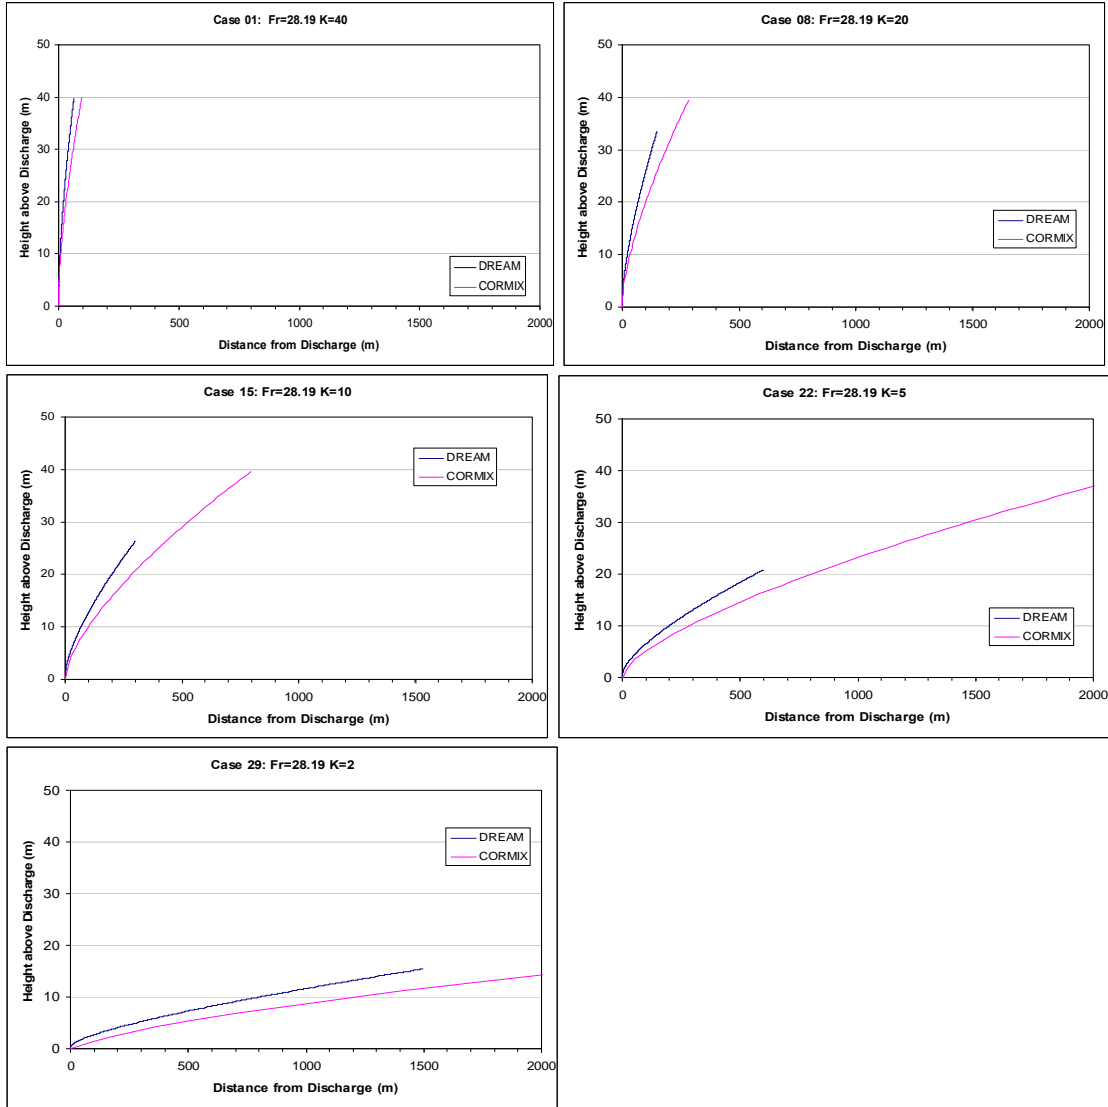 Case 01: Fr=28.19 K=40
50
40
30
20
10
0
Height above Discharge (m)
DREAM
CORMIX
0 500 1000 1500 2000
Distance from Discharge (m)
Case 08: Fr=28.19 K=20
50
40
30
20
10
0
Height above Discharge (m)
DREAM
CORMIX
0 500 1000 1500 2000
Distance from Discharge (m)
Case 15: Fr=28.19 K=10
50
40
30
20
10
0
Height above Discharge (m)
DREAM
CORMIX
0 500 1000 1500 2000
Distance from Discharge (m)
Case 22: Fr=28.19 K=5
50
40
30
20
10
0
Height above Discharge (m)
DREAM
CORMIX
0 500 1000 1500 2000
Distance from Discharge (m)
Case 29: Fr=28.19 K=2
50
40
30
20
10
0
Height above Discharge (m)
DREAM
CORMIX
0 500 1000 1500 2000
Distance from Discharge (m)